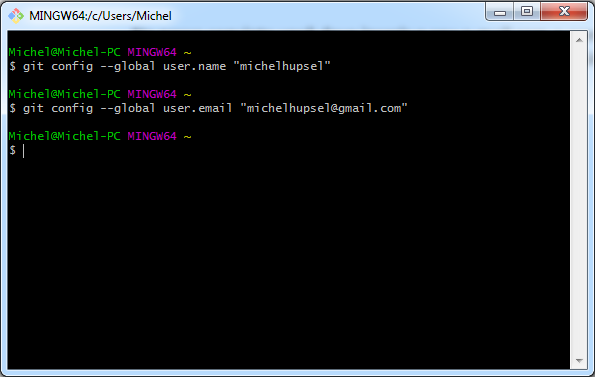 MINGW64:/c/Users/Michel
Michel@Michel-PC MINGW64 ~
$ git config --global user.name "michelhupsel"
Michel@Michel-PC MINGW64 ~
$ git config --global user.email "michelhupsel@gmail.com"
Michel@Michel-PC MINGW64 ~
$